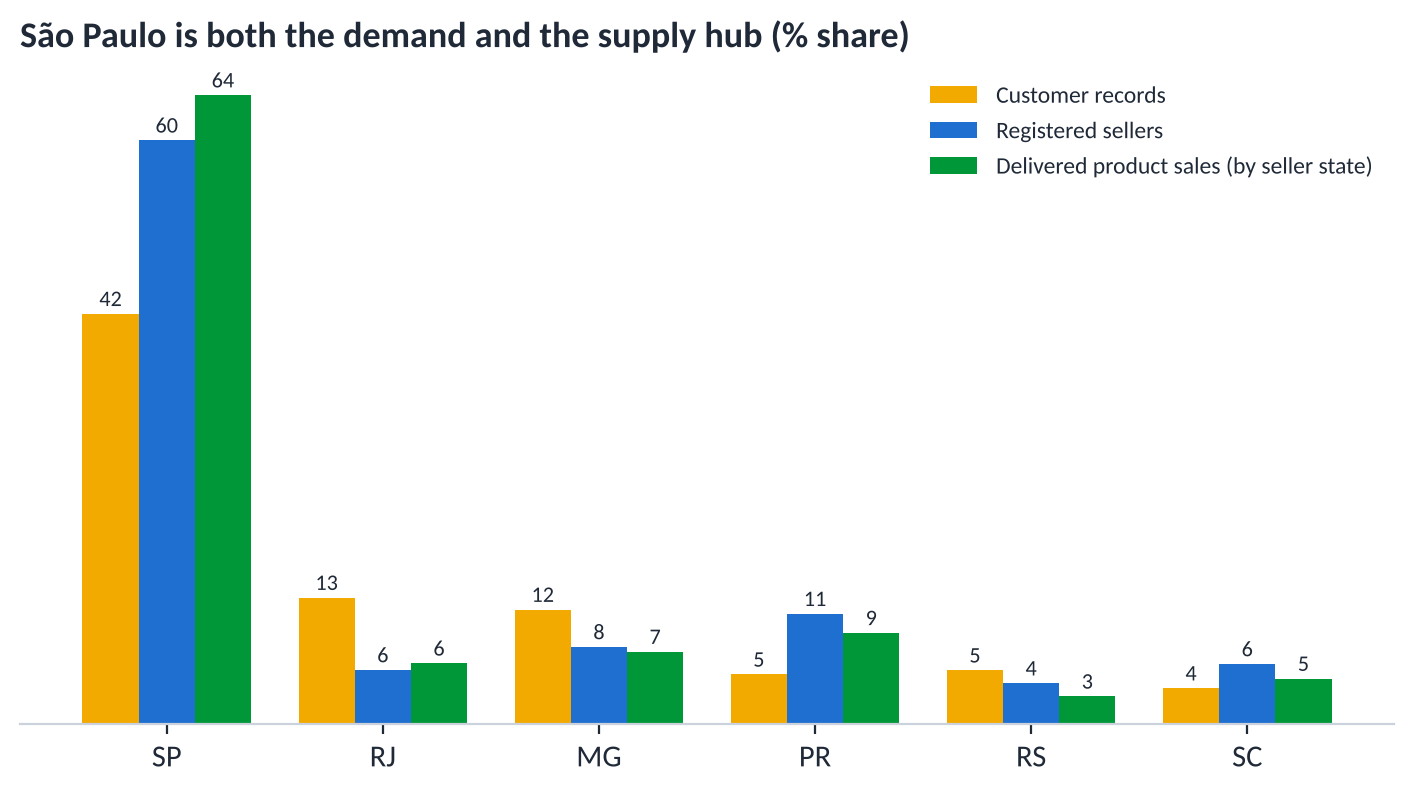 São Paulo is both the demand and the supply hub (% share)
Customer records
Registered sellers
Delivered product sales (by seller state)
42 60 64
13 6 6
12 8 7
5 11 9
5 4 3
4 6 5
SP RJ MG PR RS SC